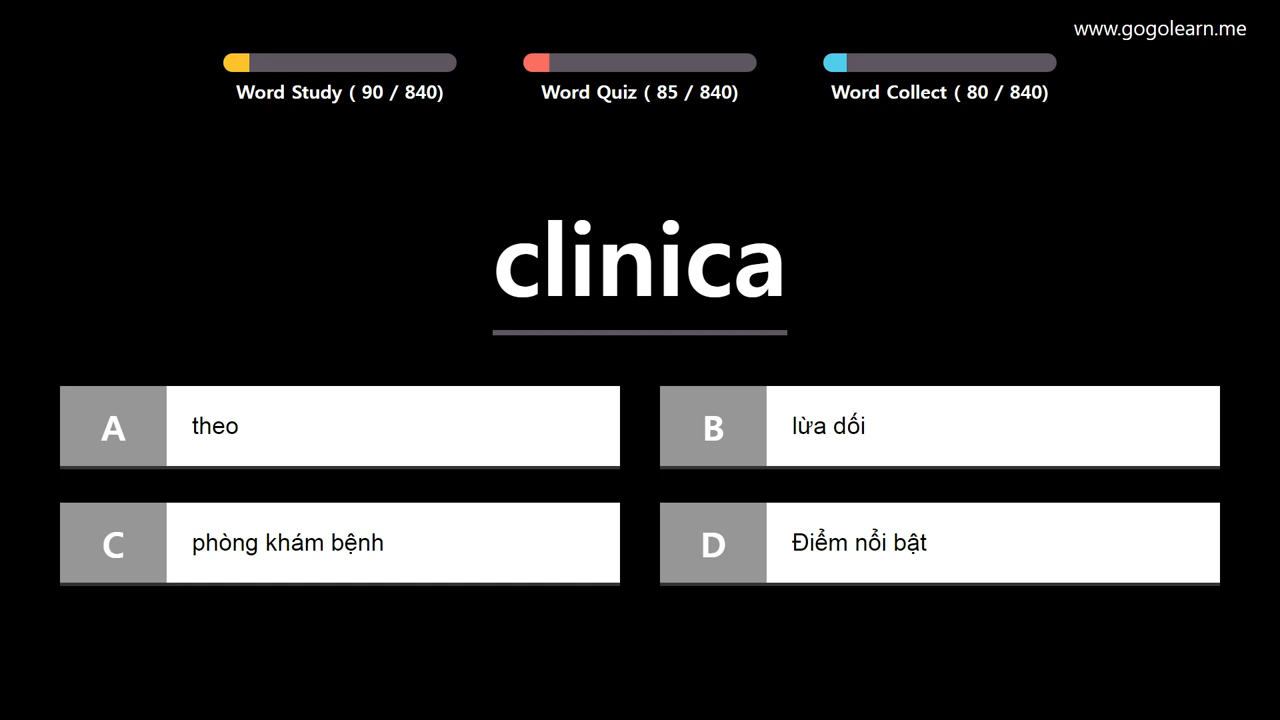 www.gogolearn.me
Word Study ( 90 / 840)
Word Quiz ( 85 / 840)
Word Collect ( 80 / 840)
clinica
A theo
B lừa dối
C phòng khám bệnh
D Điểm nổi bật